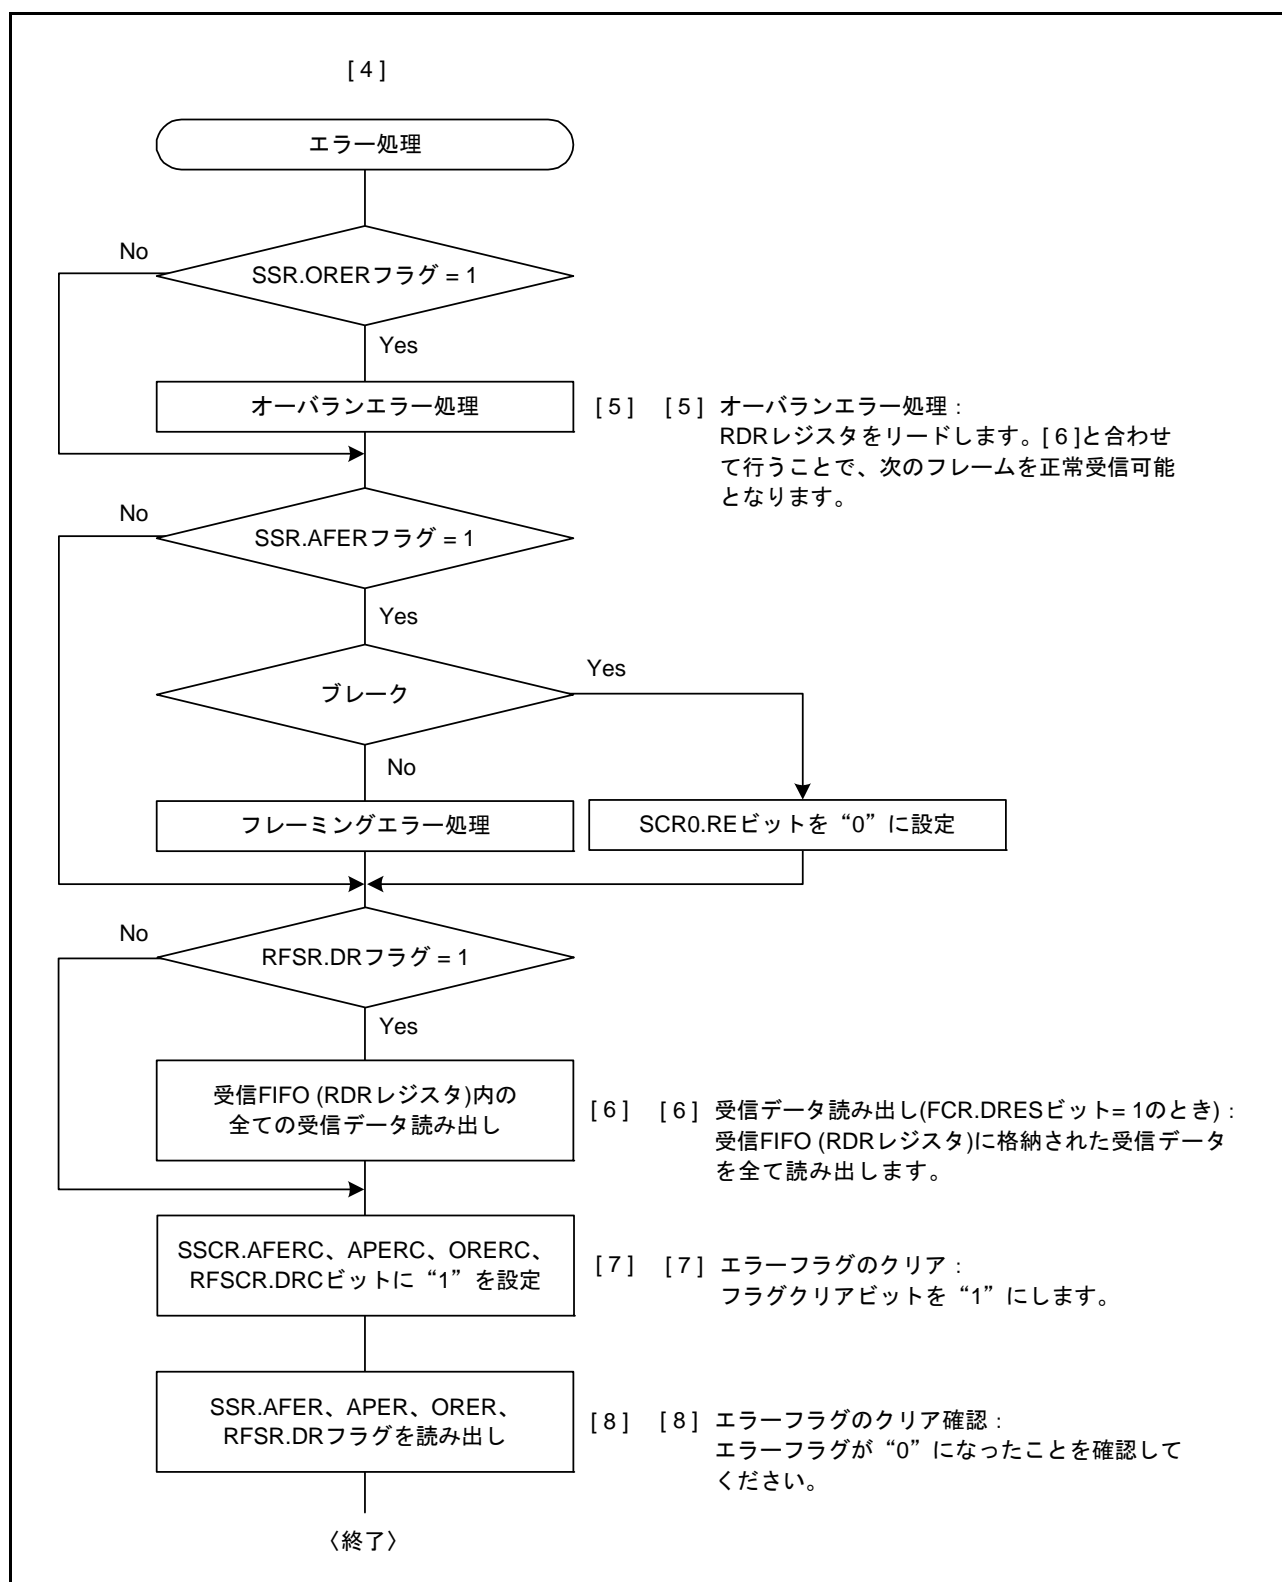 [ 4 ]
エラー処理
No
SSR.ORERフラグ = 1
Yes
オーバランエラー処理
[ 5 ]
[ 5 ] オーバランエラー処理：
RDRレジスタをリードします。[ 6 ]と合わせ
て行うことで、次のフレームを正常受信可能
となります。
No
SSR.AFERフラグ = 1
Yes
ブレーク
Yes
No
フレーミングエラー処理
SCR0.REビットを“0”に設定
No
RFSR.DRフラグ = 1
Yes
受信FIFO (RDRレジスタ)内の
全ての受信データ読み出し
[ 6 ]
[ 6 ] 受信データ読み出し(FCR.DRESビット= 1のとき)：
受信FIFO (RDRレジスタ)に格納された受信データ
を全て読み出します。
SSCR.AFERC、APERC、ORERC、
RFSCR.DRCビットに“1”を設定
[ 7 ]
[ 7 ] エラーフラグのクリア：
フラグクリアビットを“1”にします。
SSR.AFER、APER、ORER、
RFSR.DRフラグを読み出し
[ 8 ]
[ 8 ] エラーフラグのクリア確認：
エラーフラグが“0”になったことを確認して
ください。
〈終了〉